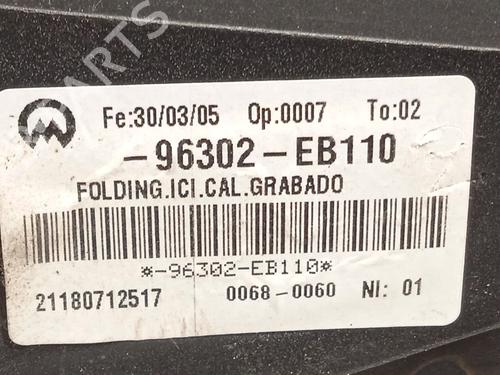 PARTS
Fe:30/03/05 Op:0007 To:02
-96302-EB110
FOLDING.ICI.CAL.GRABADO
*-96302-EB110*
21180712517 0068-0060 NI: 01